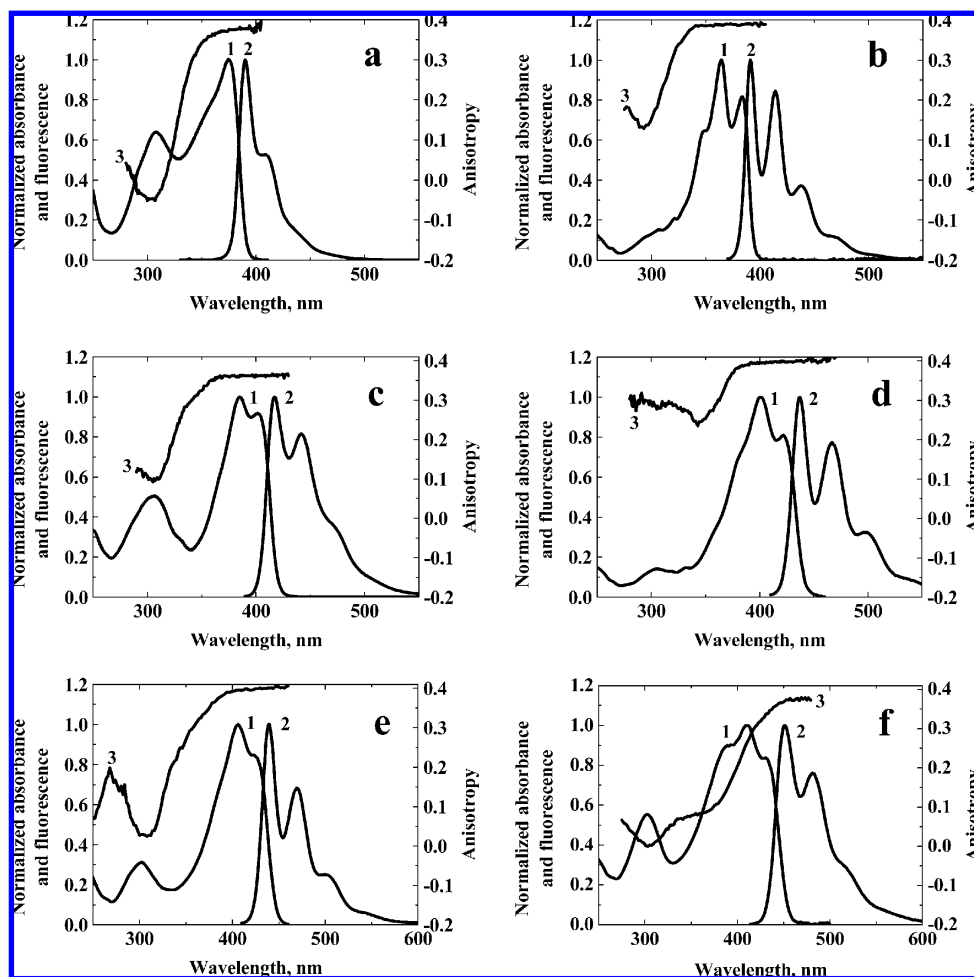 Normalized absorbance
and fluorescence
1.2
1.0
0.8
0.6
0.4
0.2
0.0
a
1
2
3
0.4
0.3
0.2
0.1
0.0
-0.1
-0.2
Anisotropy
300 400 500
Wavelength, nm
Normalized absorbance
and fluorescence
1.2
1.0
0.8
0.6
0.4
0.2
0.0
b
1
2
3
0.4
0.3
0.2
0.1
0.0
-0.1
-0.2
Anisotropy
300 400 500
Wavelength, nm
Normalized absorbance
and fluorescence
1.2
1.0
0.8
0.6
0.4
0.2
0.0
c
1
2
3
0.4
0.3
0.2
0.1
0.0
-0.1
-0.2
Anisotropy
300 400 500
Wavelength, nm
Normalized absorbance
and fluorescence
1.2
1.0
0.8
0.6
0.4
0.2
0.0
d
1
2
3
0.4
0.3
0.2
0.1
0.0
-0.1
-0.2
Anisotropy
300 400 500
Wavelength, nm
Normalized absorbance
and fluorescence
1.2
1.0
0.8
0.6
0.4
0.2
0.0
e
1
2
3
0.4
0.3
0.2
0.1
0.0
-0.1
-0.2
Anisotropy
300 400 500 600
Wavelength, nm
Normalized absorbance
and fluorescence
1.2
1.0
0.8
0.6
0.4
0.2
0.0
f
1
2
3
0.4
0.3
0.2
0.1
0.0
-0.1
-0.2
Anisotropy
300 400 500 600
Wavelength, nm